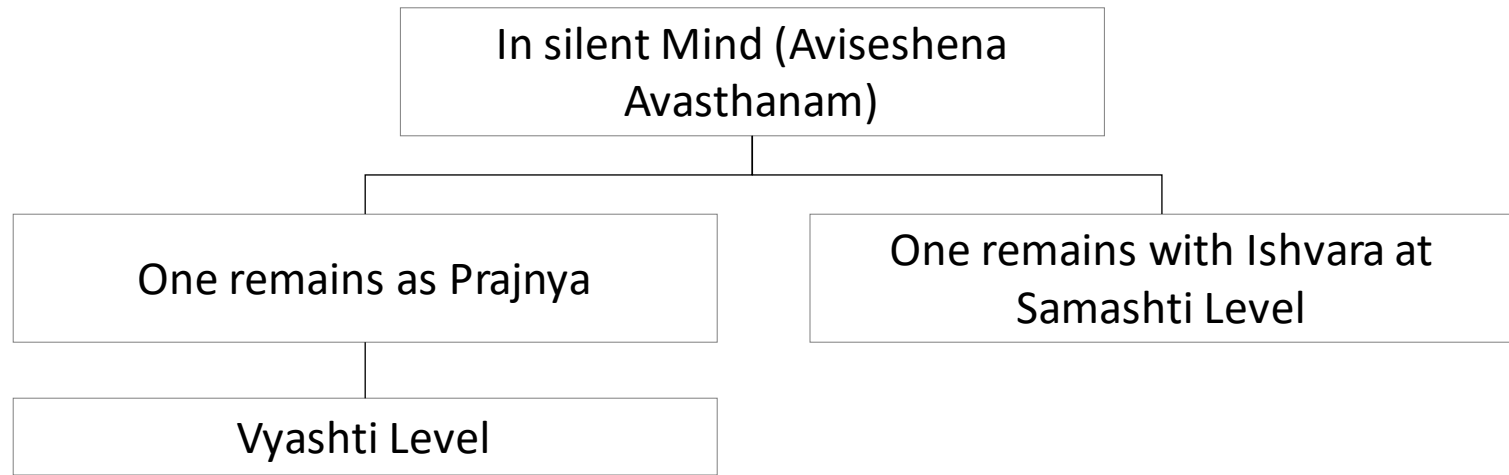 In silent Mind (Aviseshena
Avasthanam)
One remains as Prajnya
One remains with Ishvara at
Samashti Level
Vyashti Level